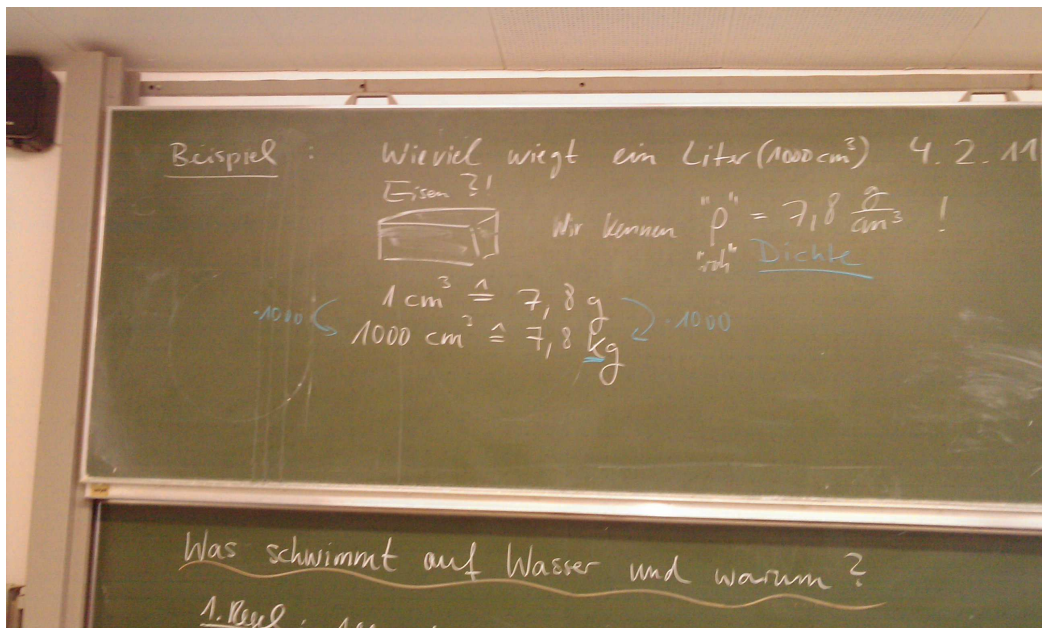 Beispiel : Wieviel wiegt ein Liter (1000 cm³) 4.2.11
Eisen ?!
Wir kennen "ρ" = 7,8 g/cm³ !
"roh" Dichte
1 cm³ ≙ 7,8 g
·1000 ·1000
1000 cm³ ≙ 7,8 kg
Was schwimmt auf Wasser und warum ?
1. Regel :